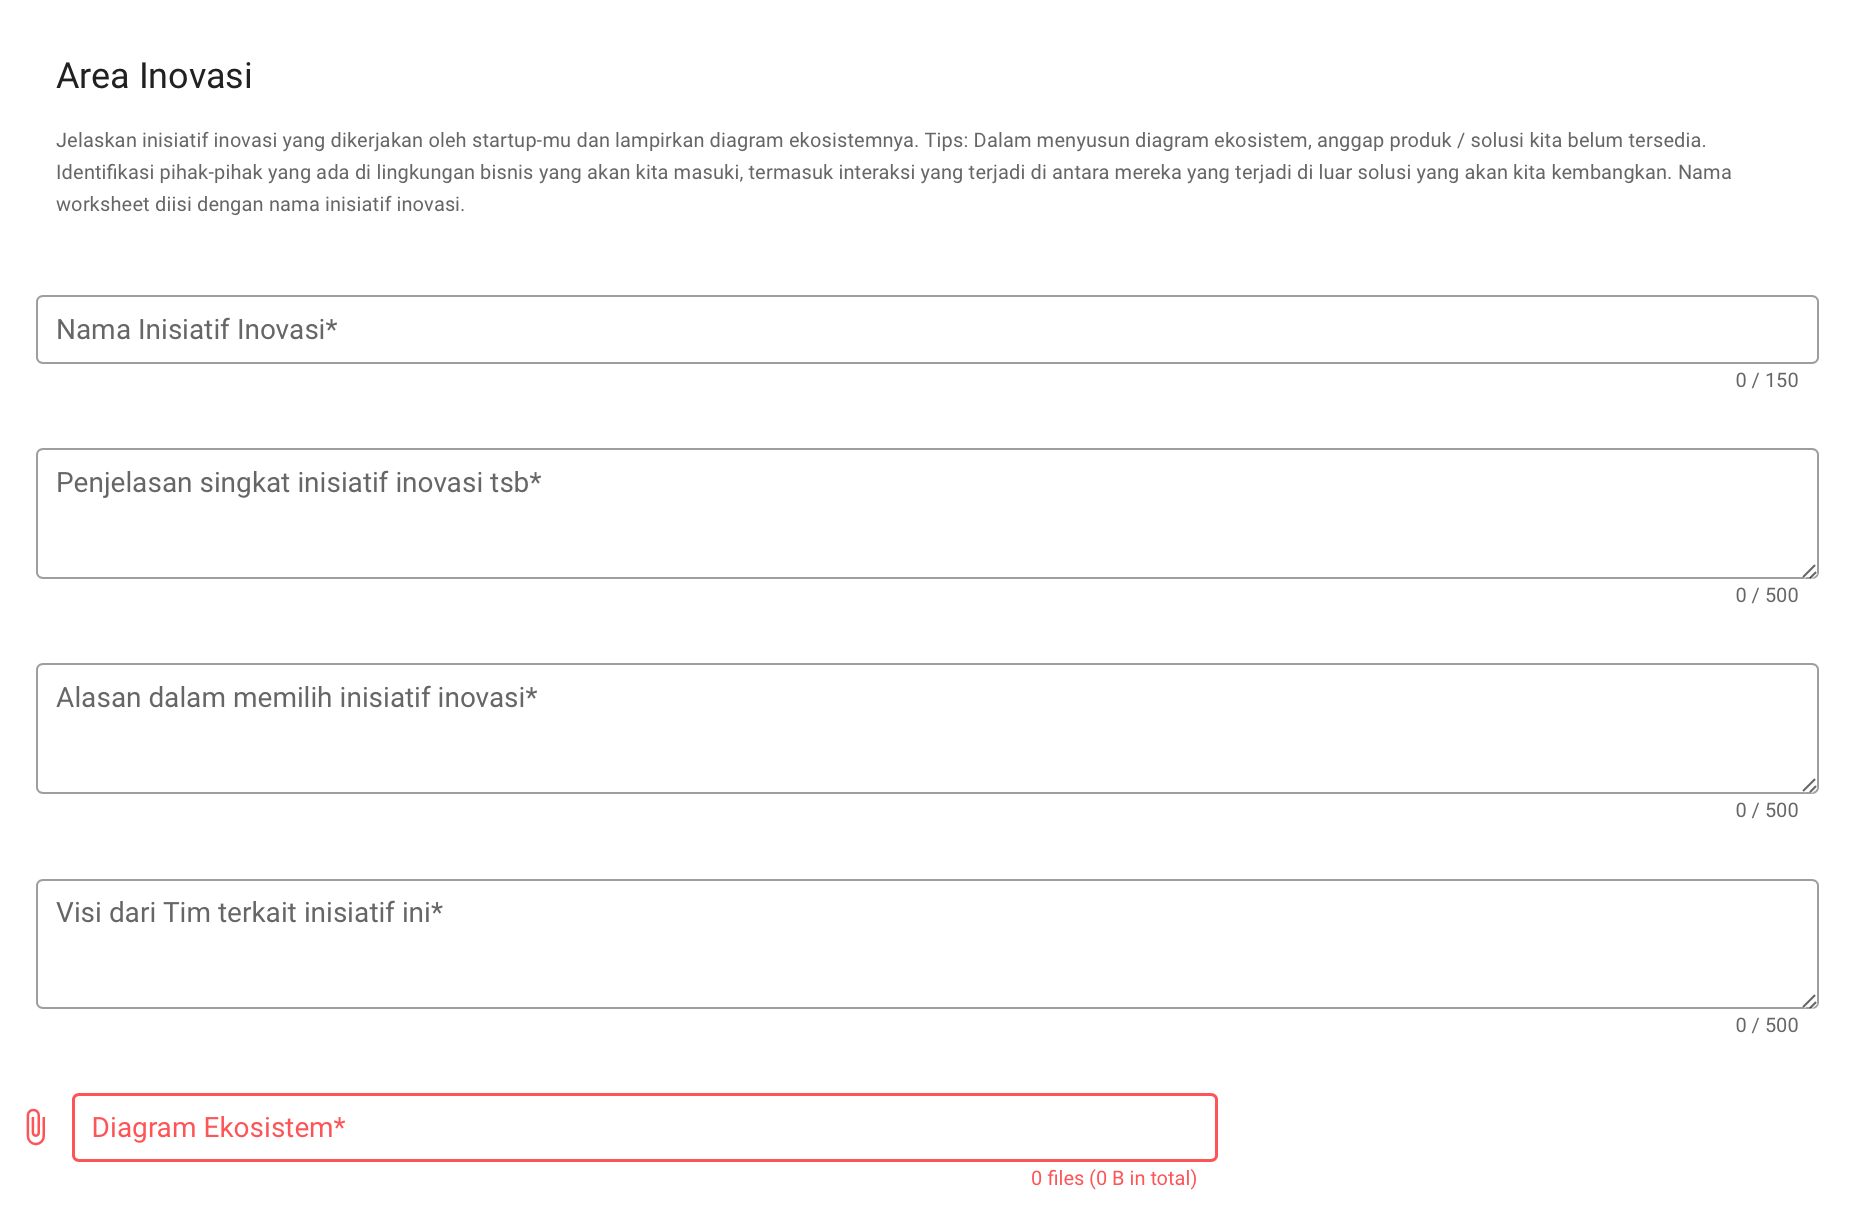 Area Inovasi
Jelaskan inisiatif inovasi yang dikerjakan oleh startup-mu dan lampirkan diagram ekosistemnya. Tips: Dalam menyusun diagram ekosistem, anggap produk / solusi kita belum tersedia.
Identifikasi pihak-pihak yang ada di lingkungan bisnis yang akan kita masuki, termasuk interaksi yang terjadi di antara mereka yang terjadi di luar solusi yang akan kita kembangkan. Nama
worksheet diisi dengan nama inisiatif inovasi.
Nama Inisiatif Inovasi*
0 / 150
Penjelasan singkat inisiatif inovasi tsb*
0 / 500
Alasan dalam memilih inisiatif inovasi*
0 / 500
Visi dari Tim terkait inisiatif ini*
0 / 500
Diagram Ekosistem*
0 files (0 B in total)